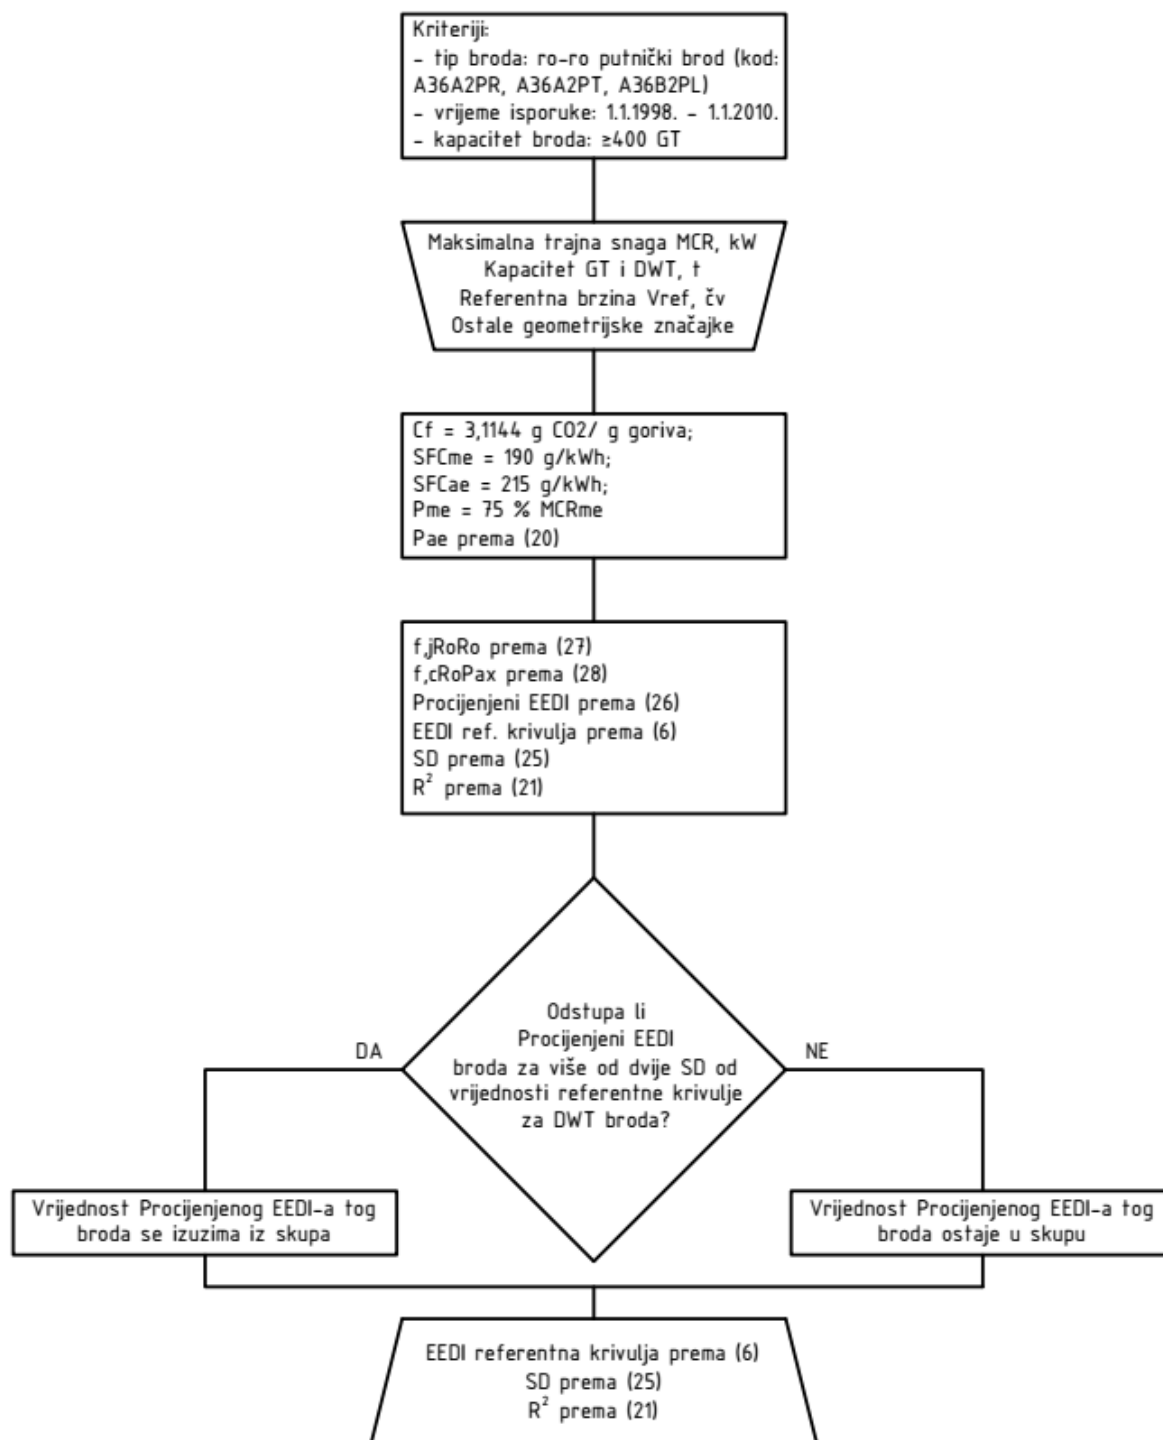 Kriteriji:
- tip broda: ro-ro putnički brod (kod:
A36A2PR, A36A2PT, A36B2PL)
- vrijeme isporuke: 1.1.1998. - 1.1.2010.
- kapacitet broda: ≥400 GT
Maksimalna trajna snaga MCR, kW
Kapacitet GT i DWT, t
Referentna brzina Vref, čv
Ostale geometrijske značajke
Cf = 3,1144 g CO2/ g goriva;
SFCme = 190 g/kWh;
SFCae = 215 g/kWh;
Pme = 75 % MCRme
Pae prema (20)
f,jRoRo prema (27)
f,cRoPax prema (28)
Procijenjeni EEDI prema (26)
EEDI ref. krivulja prema (6)
SD prema (25)
R² prema (21)
Odstupa li
Procijenjeni EEDI
broda za više od dvije SD od
vrijednosti referentne krivulje
za DWT broda?
DA
NE
Vrijednost Procijenjenog EEDI-a tog
broda se izuzima iz skupa
Vrijednost Procijenjenog EEDI-a tog
broda ostaje u skupu
EEDI referentna krivulja prema (6)
SD prema (25)
R² prema (21)